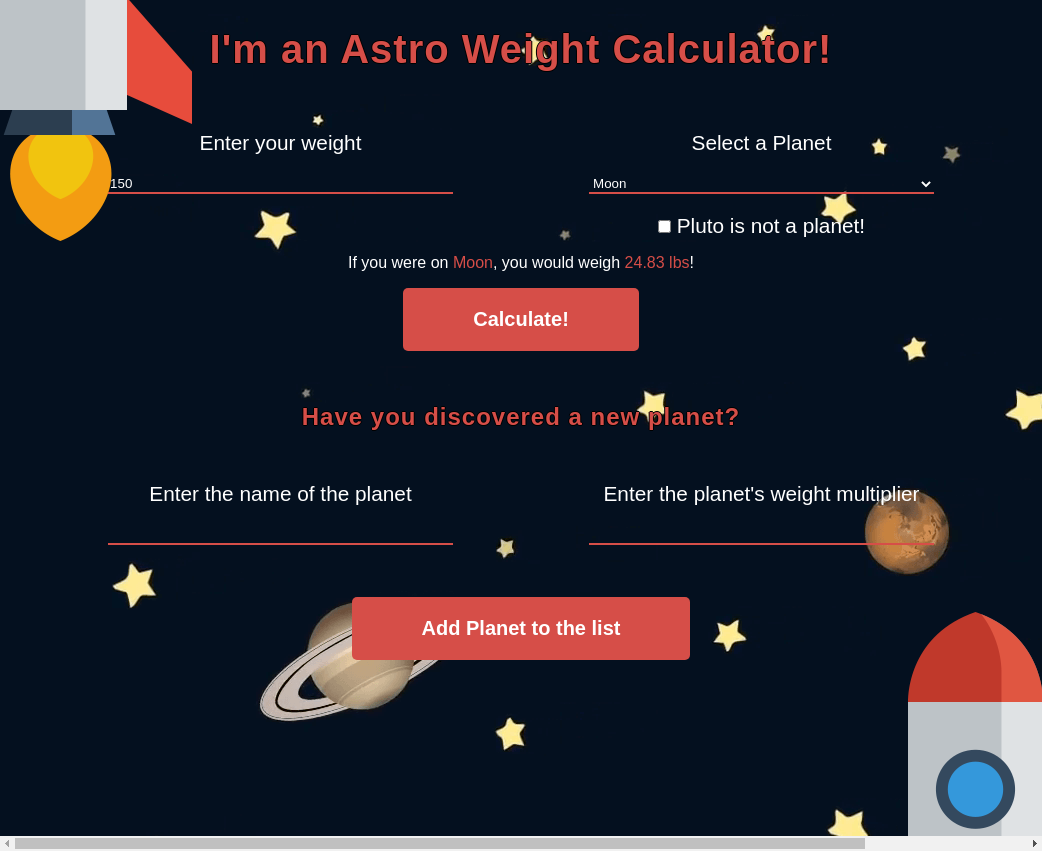 I'm an Astro Weight Calculator!
Enter your weight
Select a Planet
150
Moon
Pluto is not a planet!
If you were on Moon, you would weigh 24.83 lbs!
Calculate!
Have you discovered a new planet?
Enter the name of the planet
Enter the planet's weight multiplier
Add Planet to the list